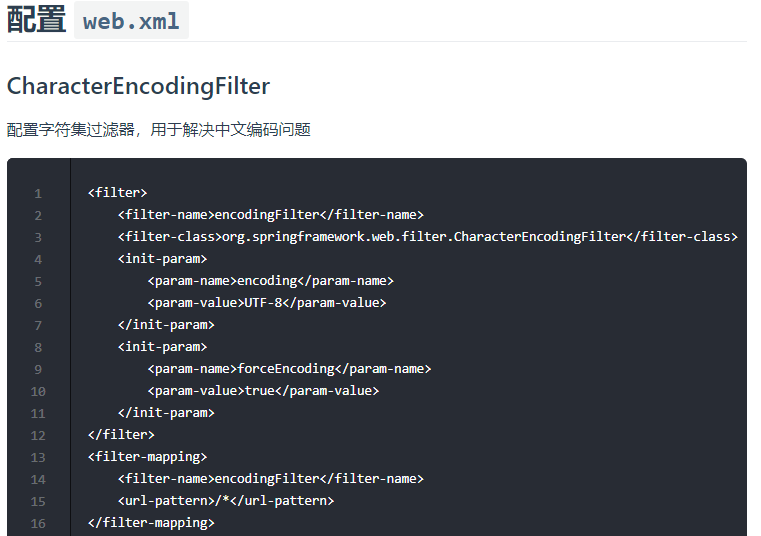 配置 web.xml
CharacterEncodingFilter
配置字符集过滤器，用于解决中文编码问题
1 <filter>
2 <filter-name>encodingFilter</filter-name>
3 <filter-class>org.springframework.web.filter.CharacterEncodingFilter</filter-class>
4 <init-param>
5 <param-name>encoding</param-name>
6 <param-value>UTF-8</param-value>
7 </init-param>
8 <init-param>
9 <param-name>forceEncoding</param-name>
10 <param-value>true</param-value>
11 </init-param>
12 </filter>
13 <filter-mapping>
14 <filter-name>encodingFilter</filter-name>
15 <url-pattern>/*</url-pattern>
16 </filter-mapping>